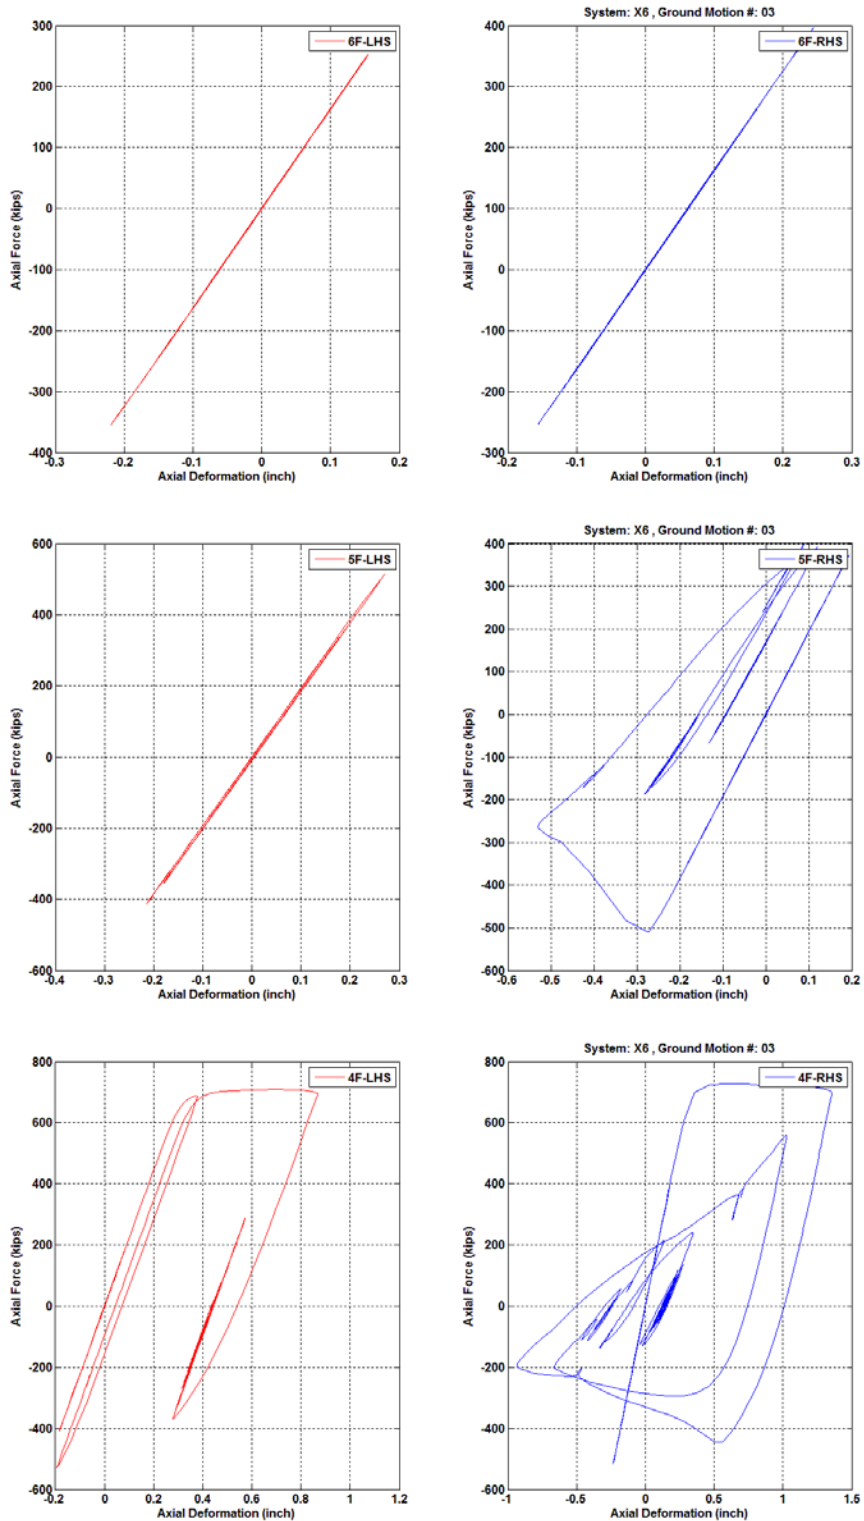 System: X6 , Ground Motion #: 03
300
200
100
0
-100
-200
-300
-400
Axial Force (kips)
6F-LHS
-0.3 -0.2 -0.1 0 0.1 0.2
Axial Deformation (inch)
400
300
200
100
0
-100
-200
-300
Axial Force (kips)
6F-RHS
-0.2 -0.1 0 0.1 0.2 0.3
Axial Deformation (inch)
System: X6 , Ground Motion #: 03
600
400
200
0
-200
-400
-600
Axial Force (kips)
5F-LHS
-0.4 -0.3 -0.2 -0.1 0 0.1 0.2 0.3
Axial Deformation (inch)
400
300
200
100
0
-100
-200
-300
-400
-500
-600
Axial Force (kips)
5F-RHS
-0.6 -0.5 -0.4 -0.3 -0.2 -0.1 0 0.1 0.2
Axial Deformation (inch)
System: X6 , Ground Motion #: 03
800
600
400
200
0
-200
-400
-600
Axial Force (kips)
4F-LHS
-0.2 0 0.2 0.4 0.6 0.8 1 1.2
Axial Deformation (inch)
800
600
400
200
0
-200
-400
-600
Axial Force (kips)
4F-RHS
-1 -0.5 0 0.5 1 1.5
Axial Deformation (inch)